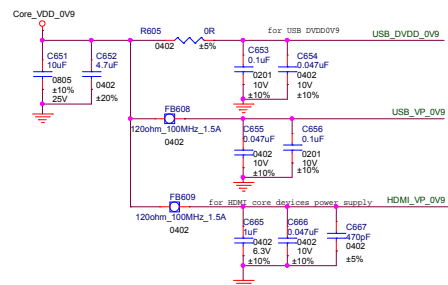 Core_VDD_0V9
R605 0R
0402 ±5%
for USB DVDD0V9
USB_DVDD_0V9
C651
10uF
0805
±10%
25V
C652
4.7uF
0402
±20%
C653
0.1uF
0201
10V
±10%
C654
0.047uF
0402
10V
±10%
FB608
120ohm_100MHz_1.5A
0402
USB_VP_0V9
C655
0.047uF
0402
10V
±10%
C656
0.1uF
0201
10V
±10%
FB609
120ohm_100MHz_1.5A
0402
for HDMI core devices power supply
HDMI_VP_0V9
C665
1uF
0402
6.3V
±10%
C666
0.047uF
0402
10V
±10%
C667
470pF
0402
±5%